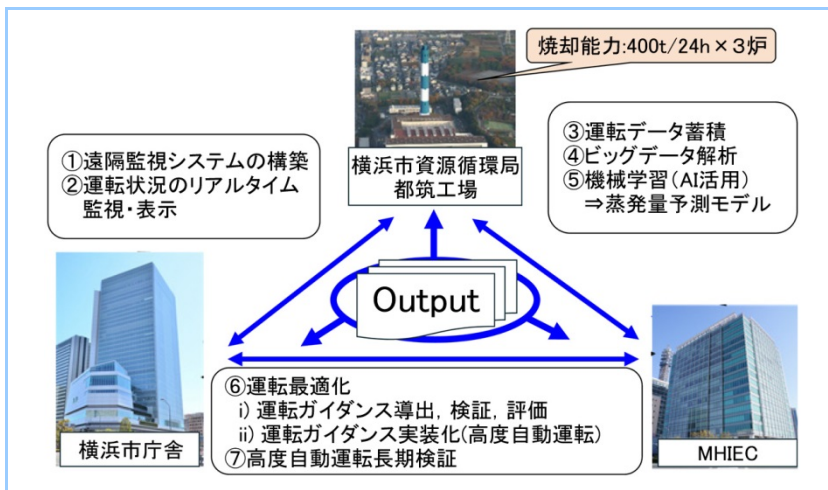 焼却能力:400t/24h×3炉
①遠隔監視システムの構築
②運転状況のリアルタイム
監視・表示
横浜市資源循環局
都筑工場
③運転データ蓄積
④ビッグデータ解析
⑤機械学習(AI活用)
⇒蒸発量予測モデル
Output
横浜市庁舎
⑥運転最適化
i) 運転ガイダンス導出, 検証, 評価
ii) 運転ガイダンス実装化(高度自動運転)
⑦高度自動運転長期検証
MHIEC